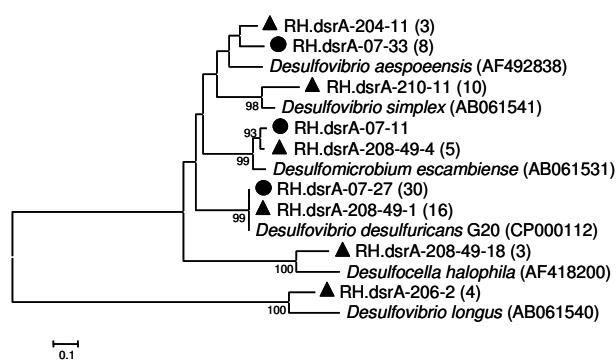 RH.dsrA-204-11 (3)
RH.dsrA-07-33 (8)
Desulfovibrio aespoeensis (AF492838)
RH.dsrA-210-11 (10)
98
Desulfovibrio simplex (AB061541)
RH.dsrA-07-11
93
RH.dsrA-208-49-4 (5)
99
Desulfomicrobium escambiense (AB061531)
RH.dsrA-07-27 (30)
RH.dsrA-208-49-1 (16)
99
Desulfovibrio desulfuricans G20 (CP000112)
RH.dsrA-208-49-18 (3)
100
Desulfocella halophila (AF418200)
RH.dsrA-206-2 (4)
100
Desulfovibrio longus (AB061540)
0.1